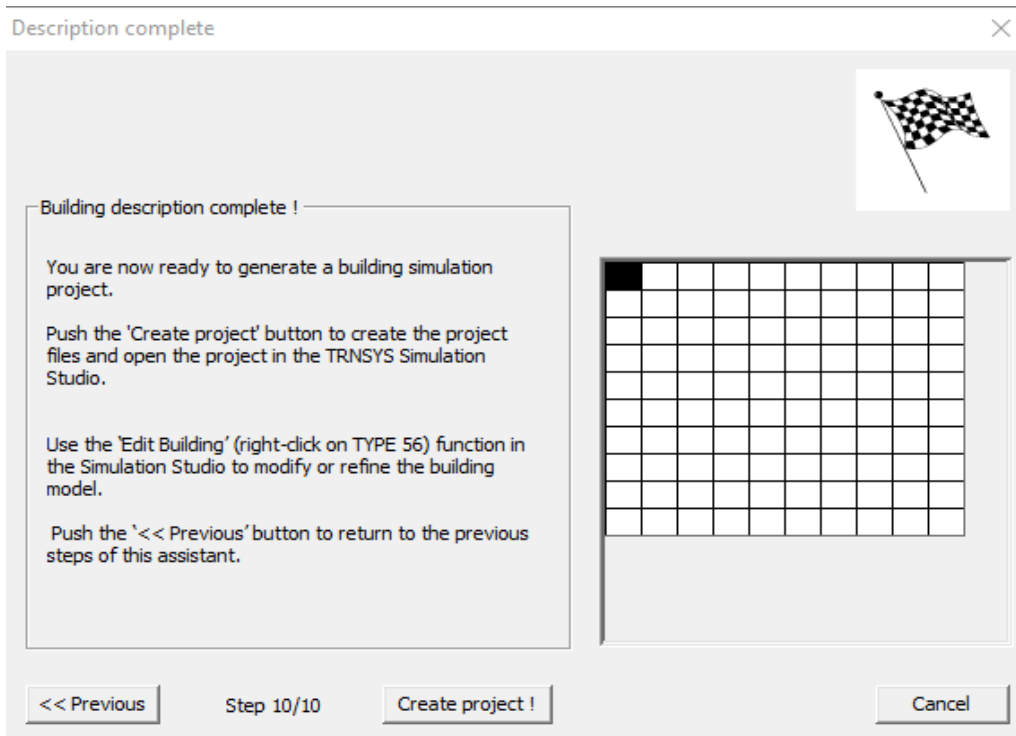 Description complete
Building description complete !
You are now ready to generate a building simulation
project.
Push the 'Create project' button to create the project
files and open the project in the TRNSYS Simulation
Studio.
Use the 'Edit Building' (right-click on TYPE 56) function in
the Simulation Studio to modify or refine the building
model.
Push the '<< Previous' button to return to the previous
steps of this assistant.
<< Previous
Step 10/10
Create project !
Cancel